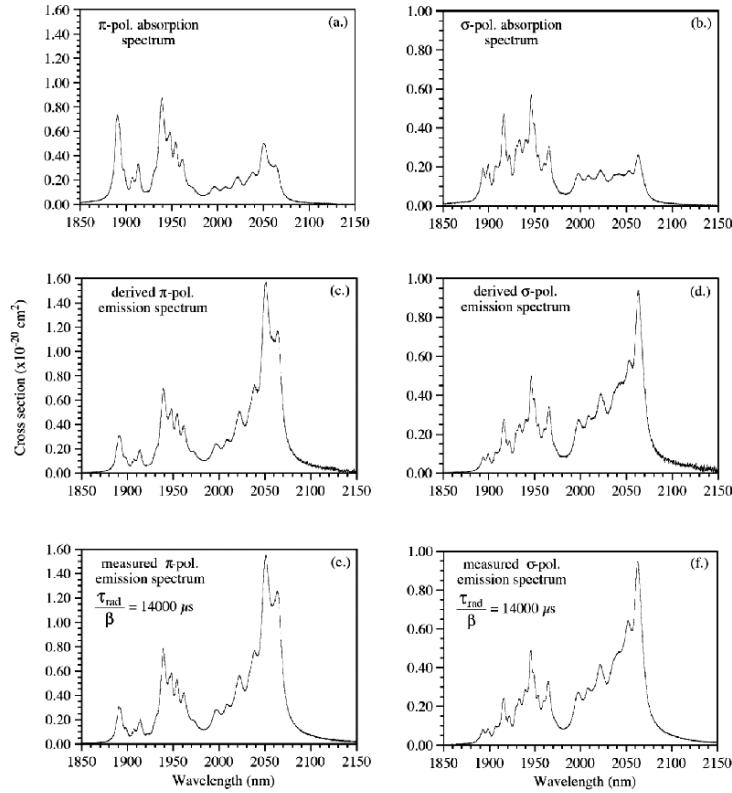 1.60
1.40
1.20
1.00
0.80
0.60
0.40
0.20
0.00
π-pol. absorption
spectrum
(a.)
1850 1900 1950 2000 2050 2100 2150
1.00
0.80
0.60
0.40
0.20
0.00
σ-pol. absorption
spectrum
(b.)
1850 1900 1950 2000 2050 2100 2150
Cross section (x10⁻²⁰ cm²)
1.60
1.40
1.20
1.00
0.80
0.60
0.40
0.20
0.00
derived π-pol.
emission spectrum
(c.)
1850 1900 1950 2000 2050 2100 2150
1.00
0.80
0.60
0.40
0.20
0.00
derived σ-pol.
emission spectrum
(d.)
1850 1900 1950 2000 2050 2100 2150
1.60
1.40
1.20
1.00
0.80
0.60
0.40
0.20
0.00
measured π-pol.
emission spectrum
τrad/β = 14000 μs
(e.)
1850 1900 1950 2000 2050 2100 2150
Wavelength (nm)
1.00
0.80
0.60
0.40
0.20
0.00
measured σ-pol.
emission spectrum
τrad/β = 14000 μs
(f.)
1850 1900 1950 2000 2050 2100 2150
Wavelength (nm)